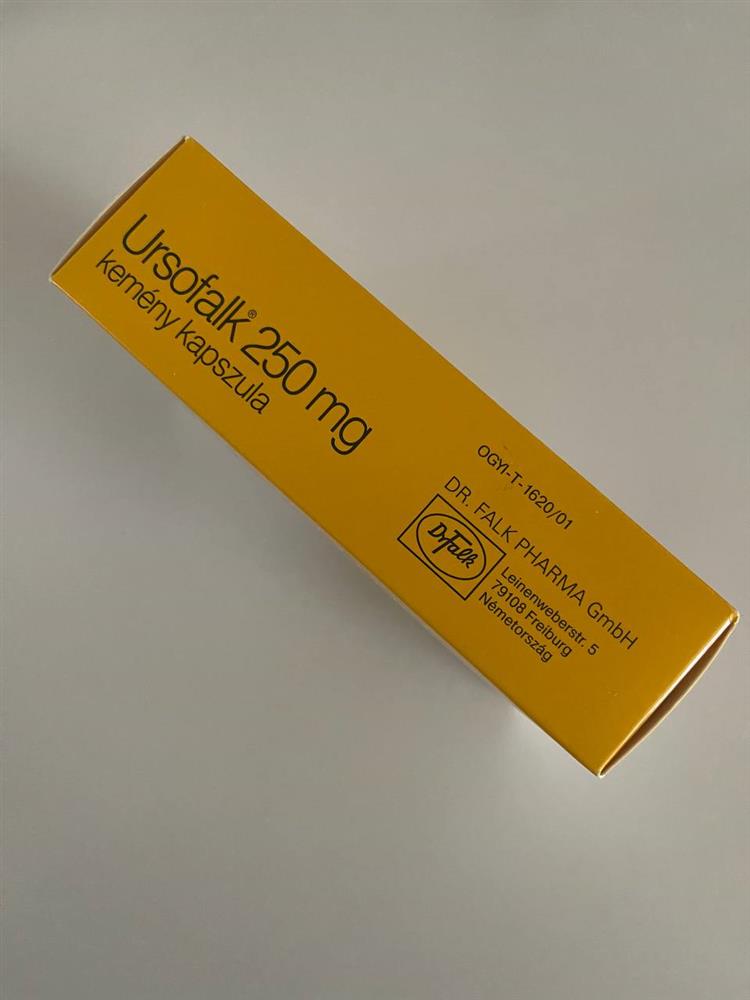 Ursofalk® 250 mg
kemény kapszula
OGYI-T-1620/01
DR. FALK PHARMA GmbH
Dr Falk
Leinenweberstr. 5
79108 Freiburg
Németország